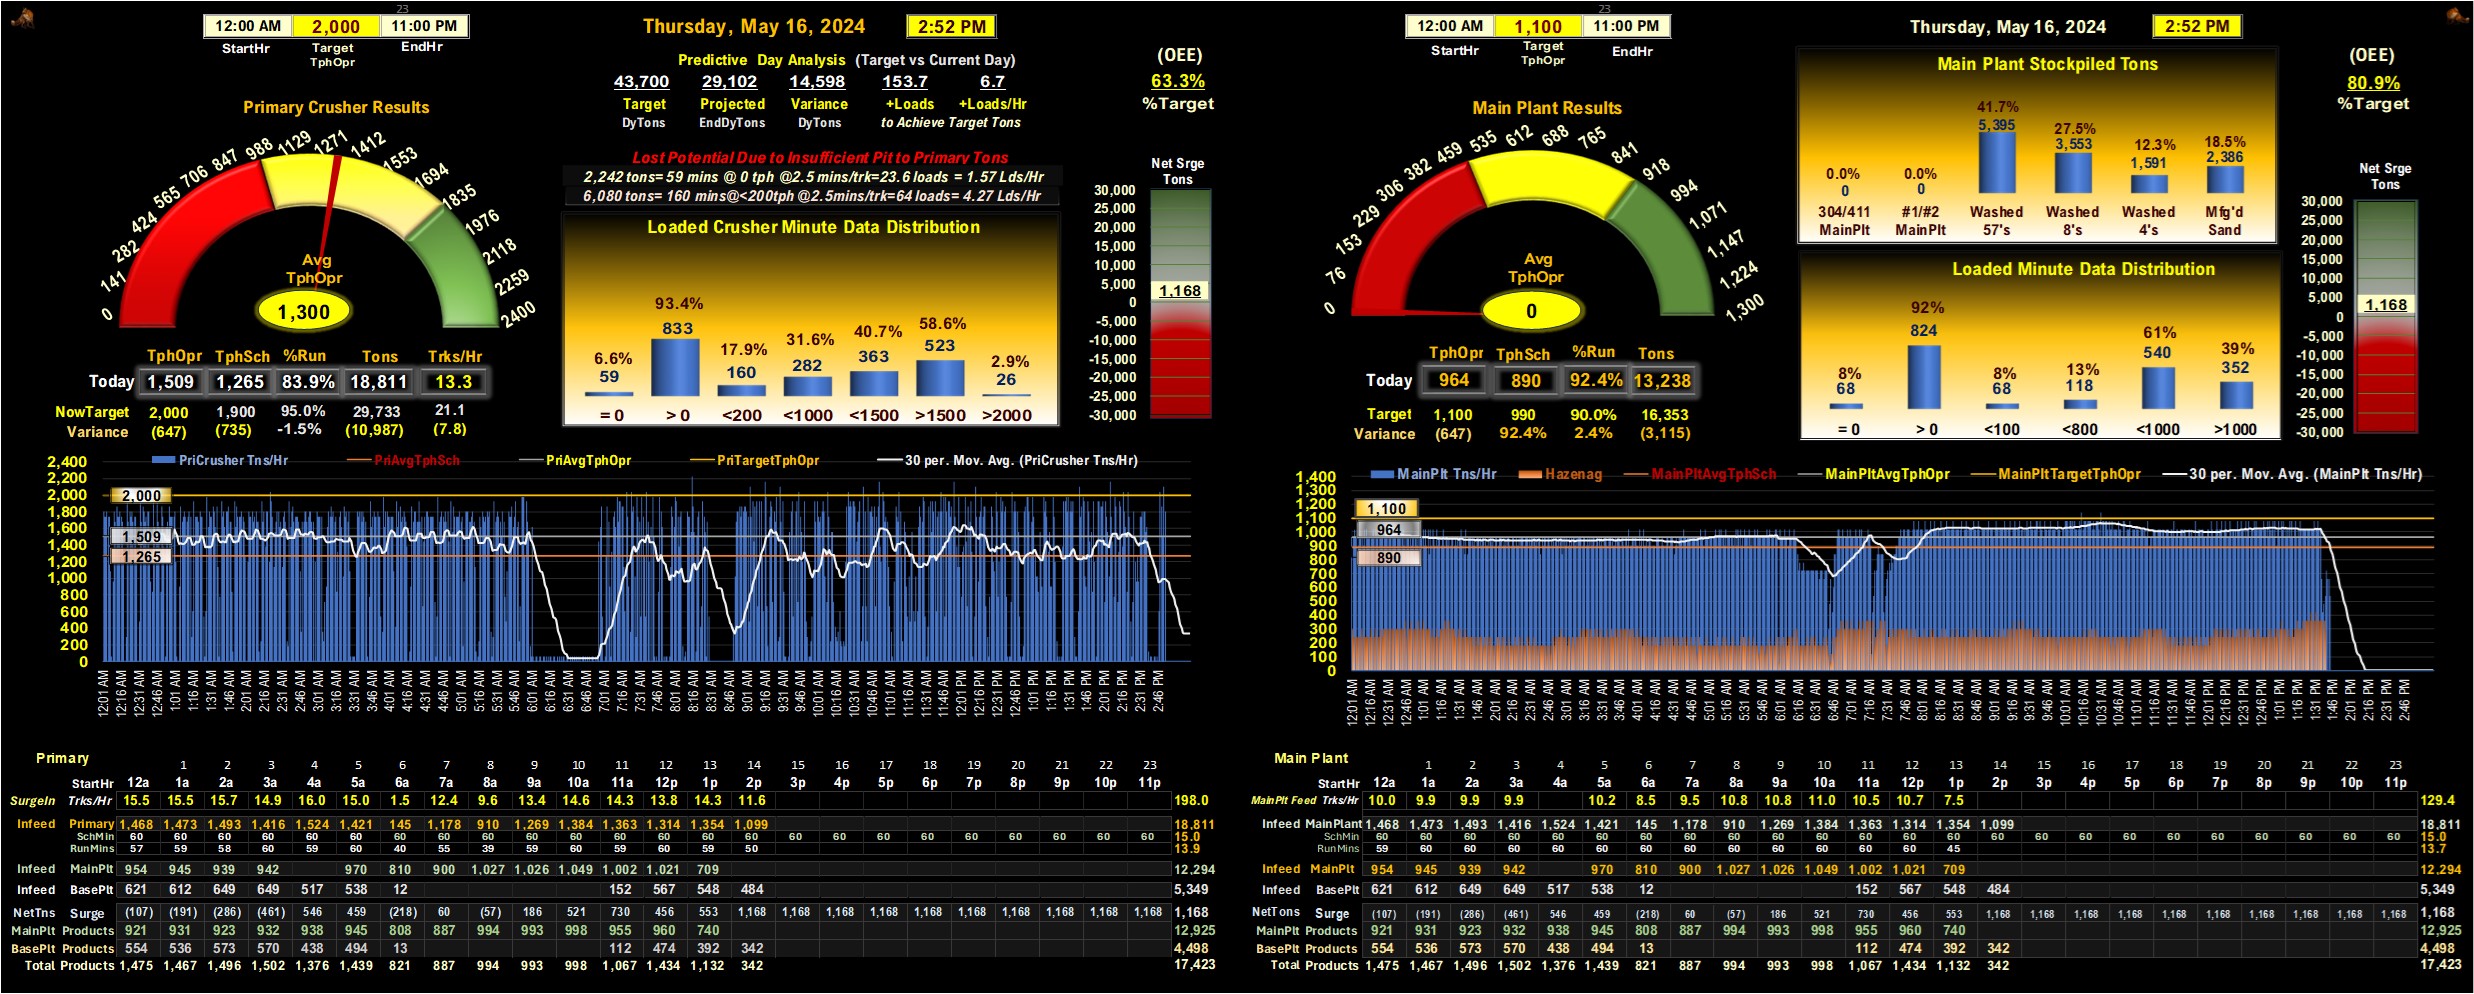 23
12:00 AM 2,000 11:00 PM
StartHr Target TphOpr EndHr
Thursday, May 16, 2024 2:52 PM
Predictive Day Analysis (Target vs Current Day)
43,700 29,102 14,598 153.7 6.7
Target Projected Variance +Loads +Loads/Hr
DyTons EndDyTons DyTons to Achieve Target Tons
(OEE)
63.3%
%Target
Primary Crusher Results
0 141 282 424 565 706 847 988 1129 1271 1412 1553 1694 1835 1976 2118 2259 2400
Avg
TphOpr
1,300
TphOpr TphSch %Run Tons Trks/Hr
Today 1,509 1,265 83.9% 18,811 13.3
NowTarget 2,000 1,900 95.0% 29,733 21.1
Variance (647) (735) -1.5% (10,987) (7.8)
Lost Potential Due to Insufficient Pit to Primary Tons
2,242 tons= 59 mins @ 0 tph @2.5 mins/trk=23.6 loads = 1.57 Lds/Hr
6,080 tons= 160 mins@<200tph @2.5mins/trk=64 loads= 4.27 Lds/Hr
Loaded Crusher Minute Data Distribution
6.6% 93.4% 17.9% 31.6% 40.7% 58.6% 2.9%
59 833 160 282 363 523 26
= 0 > 0 <200 <1000 <1500 >1500 >2000
Net Srge
Tons
30,000
25,000
20,000
15,000
10,000
5,000
1,168
0
-5,000
-10,000
-15,000
-20,000
-25,000
-30,000
PriCrusher Tns/Hr PriAvgTphSch PriAvgTphOpr PriTargetTphOpr 30 per. Mov. Avg. (PriCrusher Tns/Hr)
2,400
2,200
2,000
1,800
1,600
1,400
1,200
1,000
800
600
400
200
0
2,000
1,509
1,265
12:01 AM 12:16 AM 12:31 AM 12:46 AM 1:01 AM 1:16 AM 1:31 AM 1:46 AM 2:01 AM 2:16 AM 2:31 AM 2:46 AM 3:01 AM 3:16 AM 3:31 AM 3:46 AM 4:01 AM 4:16 AM 4:31 AM 4:46 AM 5:01 AM 5:16 AM 5:31 AM 5:46 AM 6:01 AM 6:16 AM 6:31 AM 6:46 AM 7:01 AM 7:16 AM 7:31 AM 7:46 AM 8:01 AM 8:16 AM 8:31 AM 8:46 AM 9:01 AM 9:16 AM 9:31 AM 9:46 AM 10:01 AM 10:16 AM 10:31 AM 10:46 AM 11:01 AM 11:16 AM 11:31 AM 11:46 AM 12:01 PM 12:16 PM 12:31 PM 12:46 PM 1:01 PM 1:16 PM 1:31 PM 1:46 PM 2:01 PM 2:16 PM 2:31 PM 2:46 PM
Primary
1 2 3 4 5 6 7 8 9 10 11 12 13 14 15 16 17 18 19 20 21 22 23
StartHr 12a 1a 2a 3a 4a 5a 6a 7a 8a 9a 10a 11a 12p 1p 2p 3p 4p 5p 6p 7p 8p 9p 10p 11p
SurgeIn Trks/Hr 15.5 15.5 15.7 14.9 16.0 15.0 1.5 12.4 9.6 13.4 14.6 14.3 13.8 14.3 11.6 198.0
Infeed Primary 1,468 1,473 1,493 1,416 1,524 1,421 145 1,178 910 1,269 1,384 1,363 1,314 1,354 1,099 18,811
SchMin 60 60 60 60 60 60 60 60 60 60 60 60 60 60 60 60 60 60 60 60 60 60 60 60 15.0
RunMins 57 59 58 60 59 60 40 55 39 59 60 59 60 59 50 13.9
Infeed MainPlt 954 945 939 942 970 810 900 1,027 1,026 1,049 1,002 1,021 709 12,294
Infeed BasePlt 621 612 649 649 517 538 12 152 567 548 484 5,349
NetTns Surge (107) (191) (286) (461) 546 459 (218) 60 (57) 186 521 730 456 553 1,168 1,168 1,168 1,168 1,168 1,168 1,168 1,168 1,168 1,168 1,168
MainPlt Products 921 931 923 932 938 945 808 887 994 993 998 955 960 740 12,925
BasePlt Products 554 536 573 570 438 494 13 112 474 392 342 4,498
Total Products 1,475 1,467 1,496 1,502 1,376 1,439 821 887 994 993 998 1,067 1,434 1,132 342 17,423
23
12:00 AM 1,100 11:00 PM
StartHr Target TphOpr EndHr
Thursday, May 16, 2024 2:52 PM
(OEE)
80.9%
%Target
Main Plant Results
0 76 153 229 306 382 459 535 612 688 765 841 918 994 1,071 1,147 1,224 1,300
Avg
TphOpr
0
TphOpr TphSch %Run Tons
Today 964 890 92.4% 13,238
Target 1,100 990 90.0% 16,353
Variance (647) 92.4% 2.4% (3,115)
Main Plant Stockpiled Tons
0.0% 0.0% 41.7% 27.5% 12.3% 18.5%
0 0 5,395 3,553 1,591 2,386
304/411 #1/#2 Washed Washed Washed Mfg'd
MainPlt MainPlt 57's 8's 4's Sand
Loaded Minute Data Distribution
8% 92% 8% 13% 61% 39%
68 824 68 118 540 352
= 0 > 0 <100 <800 <1000 >1000
Net Srge
Tons
30,000
25,000
20,000
15,000
10,000
5,000
1,168
0
-5,000
-10,000
-15,000
-20,000
-25,000
-30,000
MainPlt Tns/Hr Hazenag MainPltAvgTphSch MainPltAvgTphOpr MainPltTargetTphOpr 30 per. Mov. Avg. (MainPlt Tns/Hr)
1,400
1,300
1,200
1,100
1,000
900
800
700
600
500
400
300
200
100
0
1,100
964
890
12:01 AM 12:16 AM 12:31 AM 12:46 AM 1:01 AM 1:16 AM 1:31 AM 1:46 AM 2:01 AM 2:16 AM 2:31 AM 2:46 AM 3:01 AM 3:16 AM 3:31 AM 3:46 AM 4:01 AM 4:16 AM 4:31 AM 4:46 AM 5:01 AM 5:16 AM 5:31 AM 5:46 AM 6:01 AM 6:16 AM 6:31 AM 6:46 AM 7:01 AM 7:16 AM 7:31 AM 7:46 AM 8:01 AM 8:16 AM 8:31 AM 8:46 AM 9:01 AM 9:16 AM 9:31 AM 9:46 AM 10:01 AM 10:16 AM 10:31 AM 10:46 AM 11:01 AM 11:16 AM 11:31 AM 11:46 AM 12:01 PM 12:16 PM 12:31 PM 12:46 PM 1:01 PM 1:16 PM 1:31 PM 1:46 PM 2:01 PM 2:16 PM 2:31 PM 2:46 PM
Main Plant
1 2 3 4 5 6 7 8 9 10 11 12 13 14 15 16 17 18 19 20 21 22 23
StartHr 12a 1a 2a 3a 4a 5a 6a 7a 8a 9a 10a 11a 12p 1p 2p 3p 4p 5p 6p 7p 8p 9p 10p 11p
MainPlt Feed Trks/Hr 10.0 9.9 9.9 9.9 10.2 8.5 9.5 10.8 10.8 11.0 10.5 10.7 7.5 129.4
Infeed MainPlant 1,468 1,473 1,493 1,416 1,524 1,421 145 1,178 910 1,269 1,384 1,363 1,314 1,354 1,099 18,811
SchMin 60 60 60 60 60 60 60 60 60 60 60 60 60 60 60 60 60 60 60 60 60 60 60 60 15.0
RunMins 59 60 60 60 60 60 60 60 60 60 60 60 45 13.7
Infeed MainPlt 954 945 939 942 970 810 900 1,027 1,026 1,049 1,002 1,021 709 12,294
Infeed BasePlt 621 612 649 649 517 538 12 152 567 548 484 5,349
NetTons Surge (107) (191) (286) (461) 546 459 (218) 60 (57) 186 521 730 456 553 1,168 1,168 1,168 1,168 1,168 1,168 1,168 1,168 1,168 1,168 1,168
MainPlt Products 921 931 923 932 938 945 808 887 994 993 998 955 960 740 12,925
BasePlt Products 554 536 573 570 438 494 13 112 474 392 342 4,498
Total Products 1,475 1,467 1,496 1,502 1,376 1,439 821 887 994 993 998 1,067 1,434 1,132 342 17,423